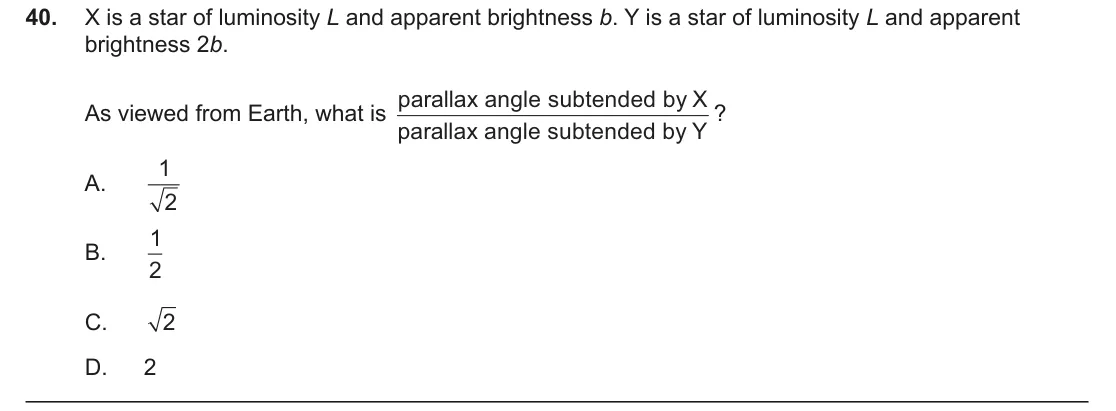 40. X is a star of luminosity L and apparent brightness b. Y is a star of luminosity L and apparent
brightness 2b.
As viewed from Earth, what is parallax angle subtended by X / parallax angle subtended by Y ?
A. 1/√2
B. 1/2
C. √2
D. 2